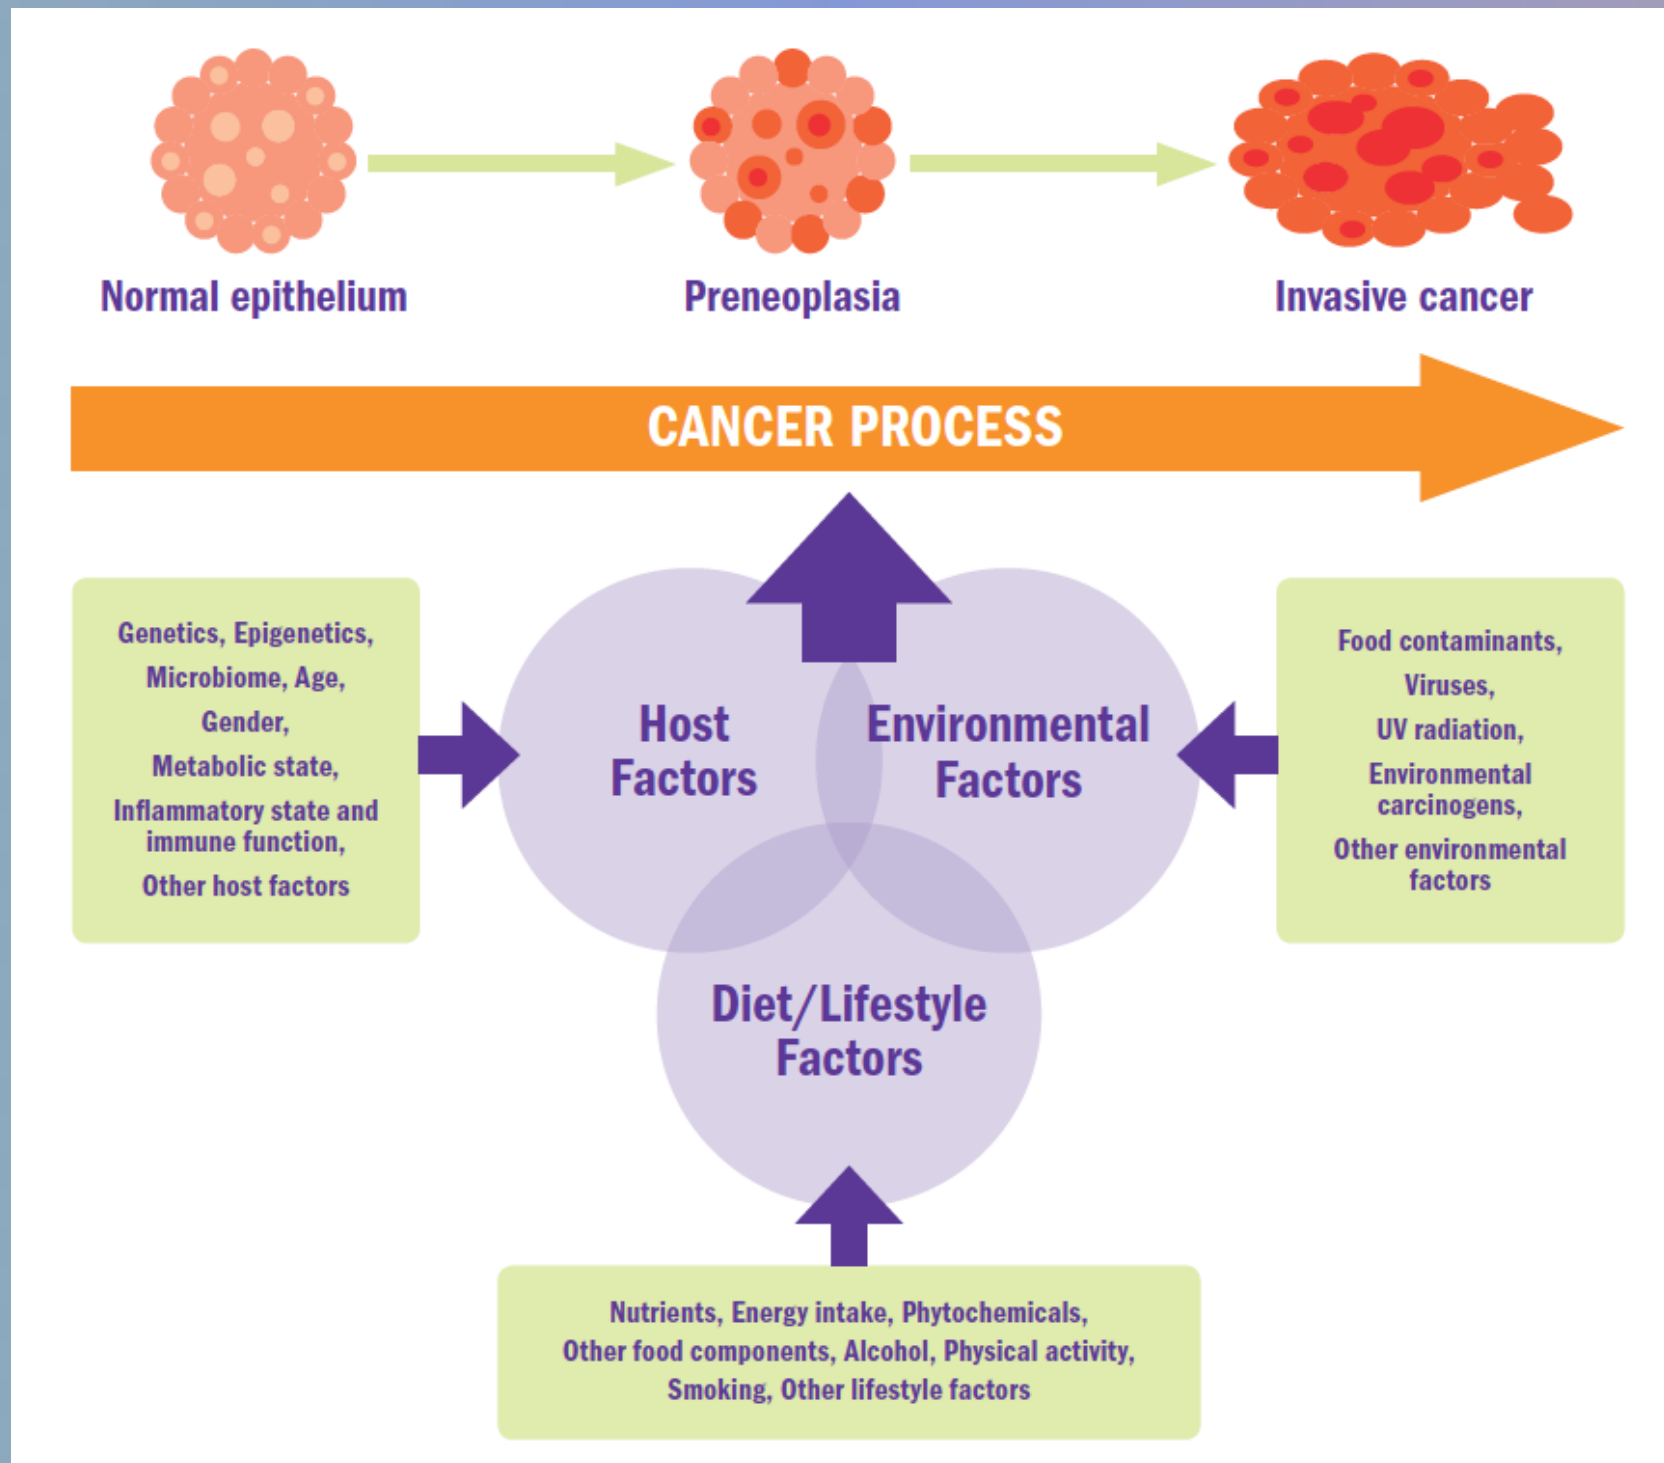 Normal epithelium
Preneoplasia
Invasive cancer
CANCER PROCESS
Genetics, Epigenetics,
Microbiome, Age,
Gender,
Metabolic state,
Inflammatory state and
immune function,
Other host factors
Host
Factors
Environmental
Factors
Food contaminants,
Viruses,
UV radiation,
Environmental
carcinogens,
Other environmental
factors
Diet/Lifestyle
Factors
Nutrients, Energy intake, Phytochemicals,
Other food components, Alcohol, Physical activity,
Smoking, Other lifestyle factors